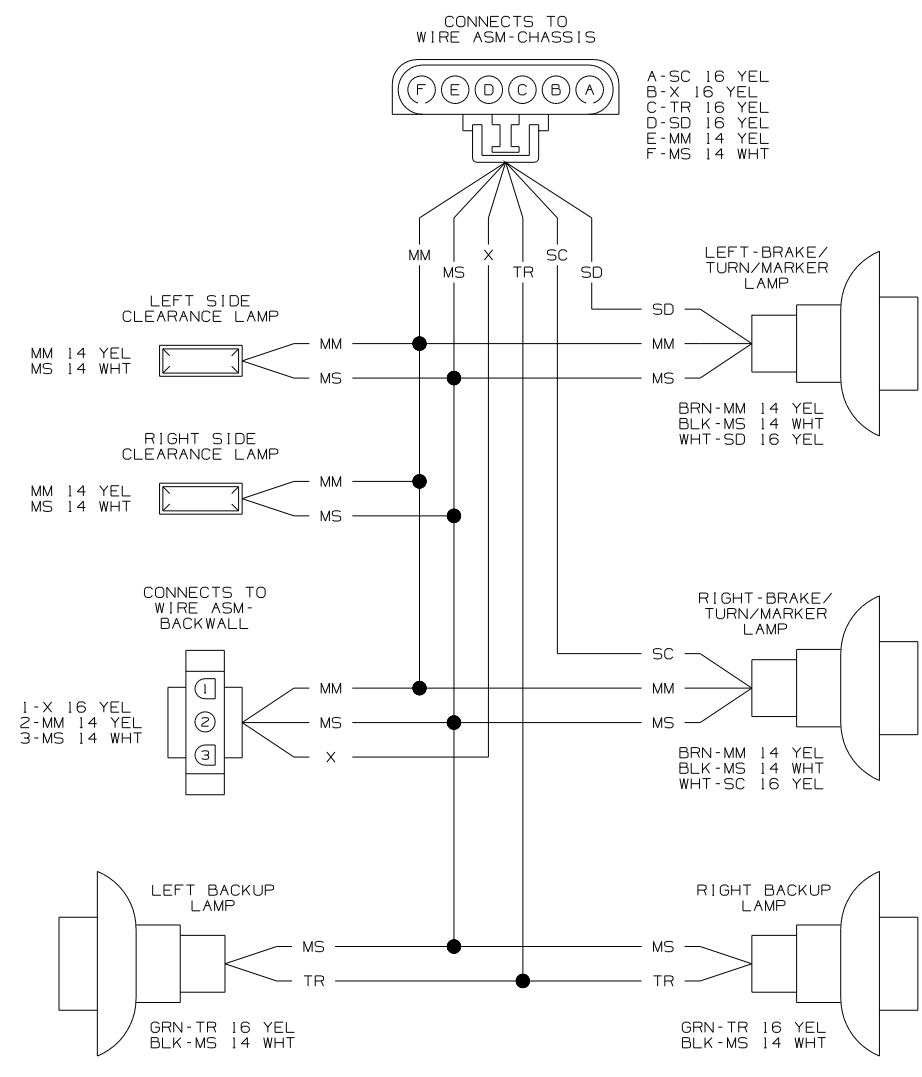 CONNECTS TO
WIRE ASM-CHASSIS
F E D C B A
A-SC 16 YEL
B-X 16 YEL
C-TR 16 YEL
D-SD 16 YEL
E-MM 14 YEL
F-MS 14 WHT
MM
MS
X
TR
SC
SD
LEFT-BRAKE/
TURN/MARKER
LAMP
SD
MM
MS
BRN-MM 14 YEL
BLK-MS 14 WHT
WHT-SD 16 YEL
LEFT SIDE
CLEARANCE LAMP
MM 14 YEL
MS 14 WHT
MM
MS
RIGHT SIDE
CLEARANCE LAMP
MM 14 YEL
MS 14 WHT
MM
MS
CONNECTS TO
WIRE ASM-
BACKWALL
1-X 16 YEL
2-MM 14 YEL
3-MS 14 WHT
1
2
3
MM
MS
X
RIGHT-BRAKE/
TURN/MARKER
LAMP
SC
MM
MS
BRN-MM 14 YEL
BLK-MS 14 WHT
WHT-SC 16 YEL
LEFT BACKUP
LAMP
MS
TR
GRN-TR 16 YEL
BLK-MS 14 WHT
RIGHT BACKUP
LAMP
MS
TR
GRN-TR 16 YEL
BLK-MS 14 WHT